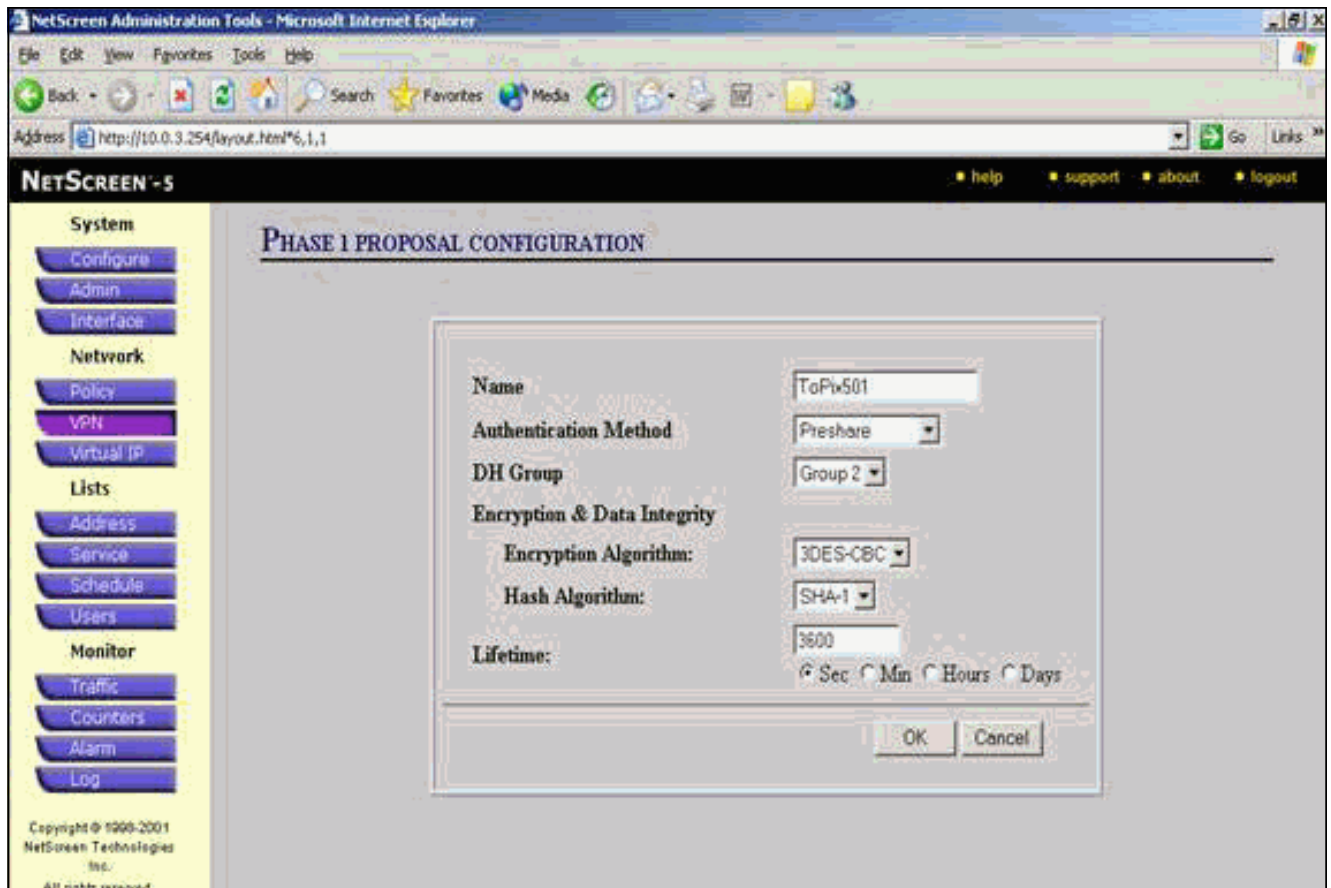 NetScreen Administration Tools - Microsoft Internet Explorer
File Edit View Favorites Tools Help
Back Search Favorites Media
Address http://10.0.3.254/layout.html*6,1,1 Go Links »
NETSCREEN-5 help support about logout
System
Configure
Admin
Interface
Network
Policy
VPN
Virtual IP
Lists
Address
Service
Schedule
Users
Monitor
Traffic
Counters
Alarm
Log
Copyright © 1998-2001
NetScreen Technologies
Inc.
All rights reserved
PHASE 1 PROPOSAL CONFIGURATION
Name ToPix501
Authentication Method Preshare
DH Group Group 2
Encryption & Data Integrity
Encryption Algorithm: 3DES-CBC
Hash Algorithm: SHA-1
Lifetime: 3600
Sec Min Hours Days
OK Cancel